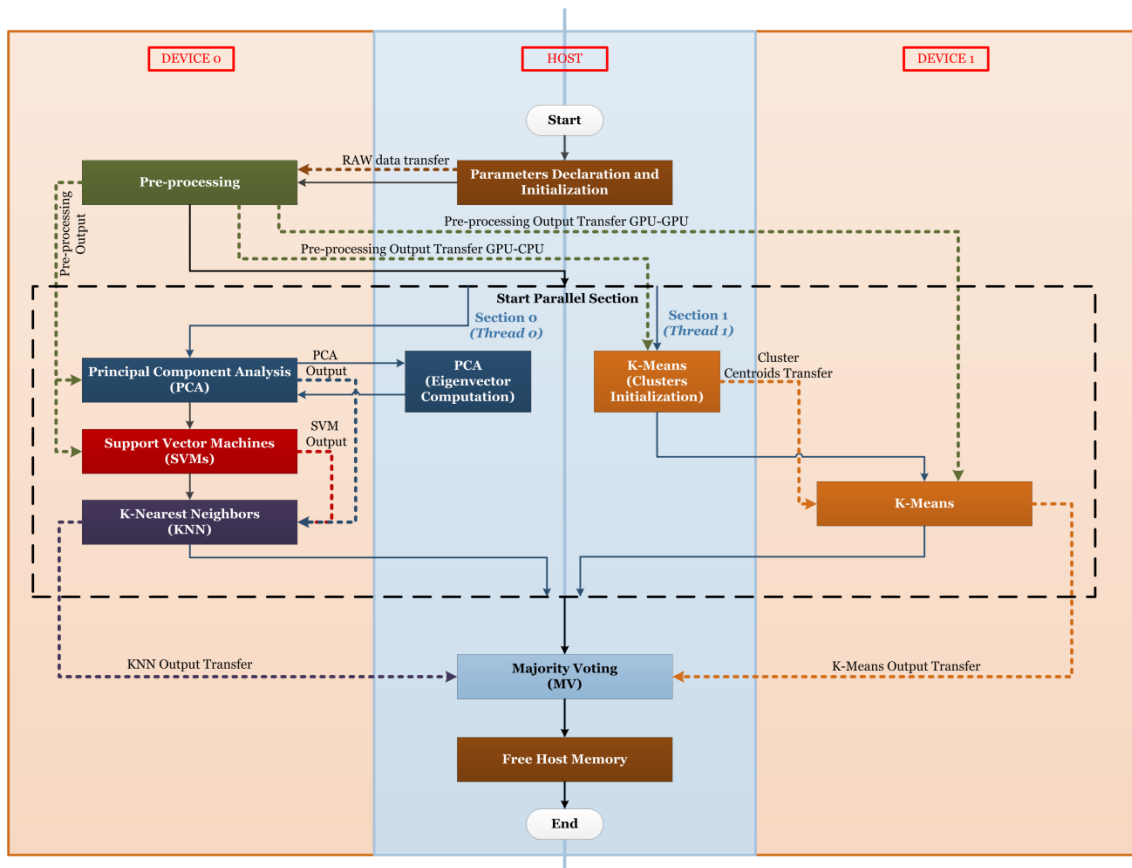 DEVICE 0
HOST
DEVICE 1
Start
RAW data transfer
Pre-processing
Parameters Declaration and
Initialization
Pre-processing
Output
Pre-processing Output Transfer GPU-GPU
Pre-processing Output Transfer GPU-CPU
Start Parallel Section
Section 0
(Thread 0)
Section 1
(Thread 1)
Principal Component Analysis
(PCA)
PCA
Output
PCA
(Eigenvector
Computation)
K-Means
(Clusters
Initialization)
Cluster
Centroids Transfer
Support Vector Machines
(SVMs)
SVM
Output
K-Nearest Neighbors
(KNN)
K-Means
KNN Output Transfer
Majority Voting
(MV)
K-Means Output Transfer
Free Host Memory
End